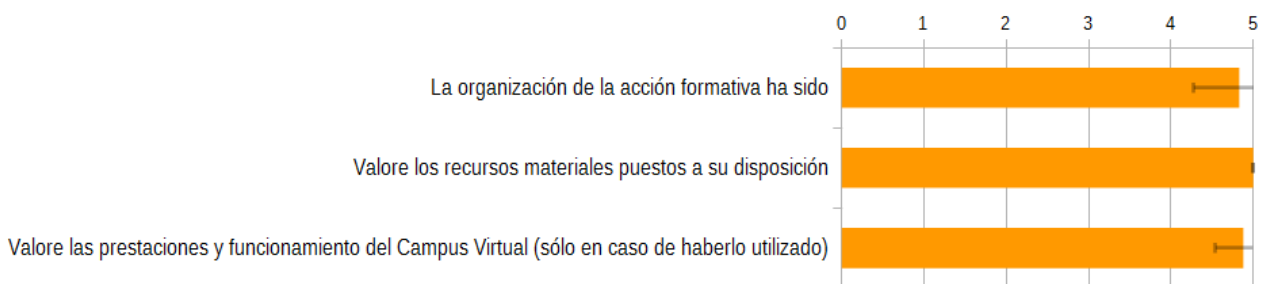 0 1 2 3 4 5
La organización de la acción formativa ha sido
Valore los recursos materiales puestos a su disposición
Valore las prestaciones y funcionamiento del Campus Virtual (sólo en caso de haberlo utilizado)